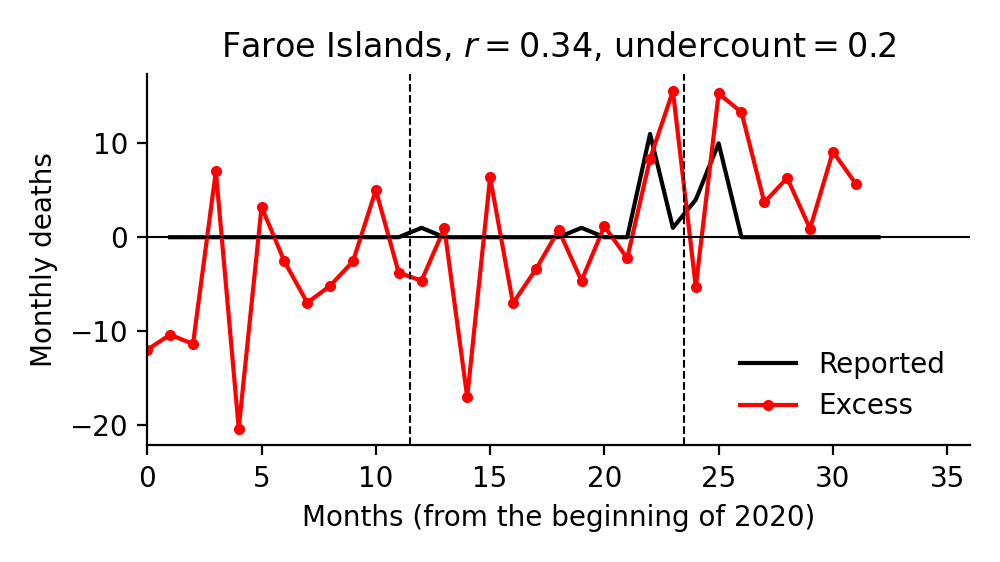 Faroe Islands, r = 0.34, undercount = 0.2
Monthly deaths
10
0
−10
−20
Reported
Excess
0 5 10 15 20 25 30 35
Months (from the beginning of 2020)